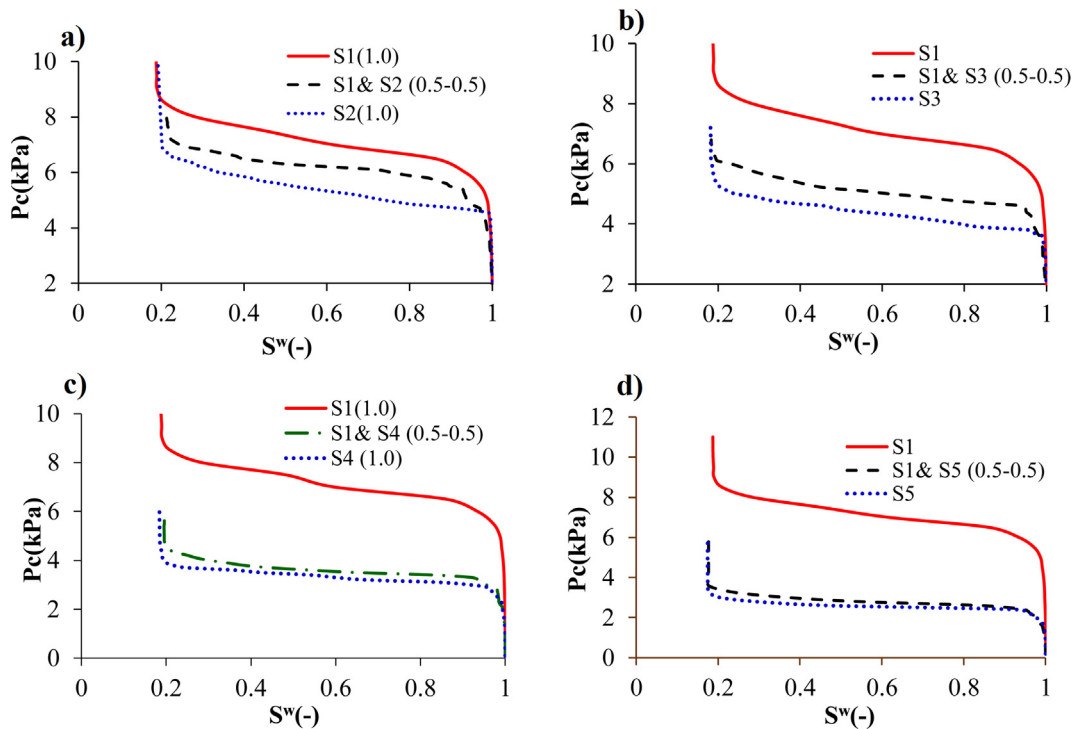 a)
S1(1.0)
S1& S2 (0.5-0.5)
S2(1.0)
Pc(kPa)
10
8
6
4
2
0 0.2 0.4 0.6 0.8 1
Sʷ(-)
b)
S1
S1& S3 (0.5-0.5)
S3
Pc(kPa)
10
8
6
4
2
0 0.2 0.4 0.6 0.8 1
Sʷ(-)
c)
S1(1.0)
S1& S4 (0.5-0.5)
S4 (1.0)
Pc(kPa)
10
8
6
4
2
0
0 0.2 0.4 0.6 0.8 1
Sʷ(-)
d)
S1
S1& S5 (0.5-0.5)
S5
Pc(kPa)
12
10
8
6
4
2
0
0 0.2 0.4 0.6 0.8 1
Sʷ(-)